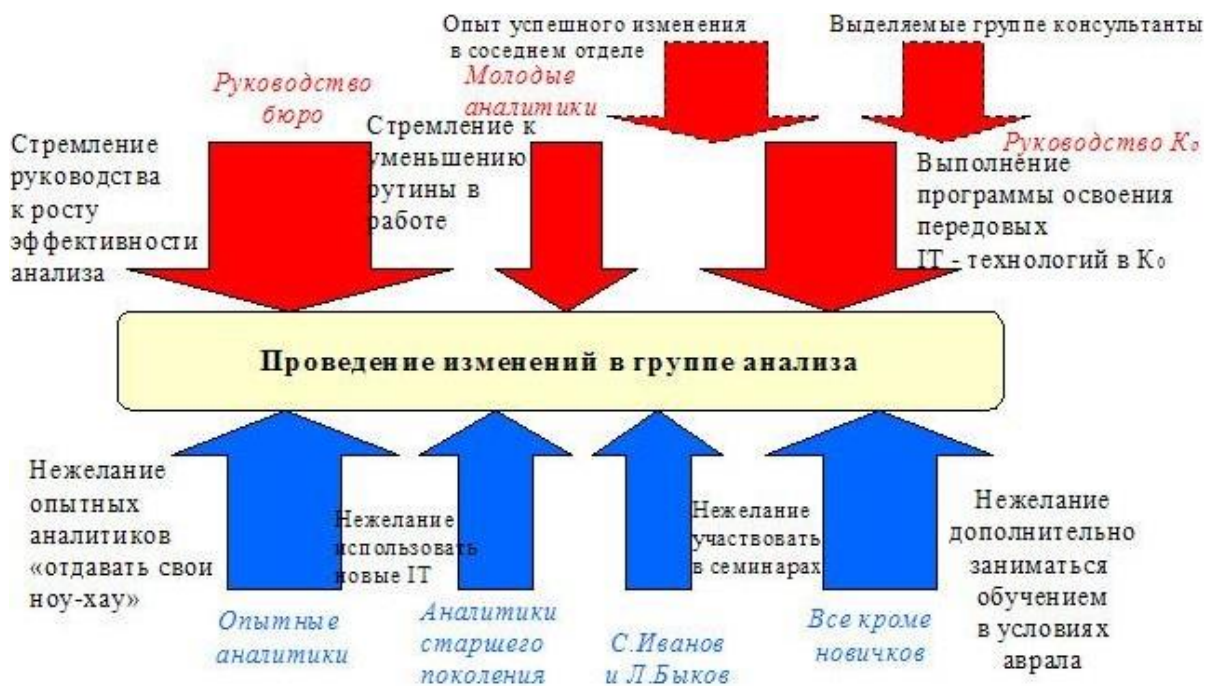 Опыт успешного изменения
в соседнем отделе
Выделяемые группе консультанты
Руководство
бюро
Молодые
аналитики
Руководство К₀
Стремление
руководства
к росту
эффективности
анализа
Стремление к
уменьшению
рутины в
работе
Выполнение
программы освоения
передовых
IT - технологий в К₀
Проведение изменений в группе анализа
Нежелание
опытных
аналитиков
«отдавать свои
ноу-хау»
Нежелание
использовать
новые IT
Нежелание
участвовать
в семинарах
Нежелание
дополнительно
заниматься
обучением
в условиях
аврала
Опытные
аналитики
Аналитики
старшего
поколения
С.Иванов
и Л.Быков
Все кроме
новичков